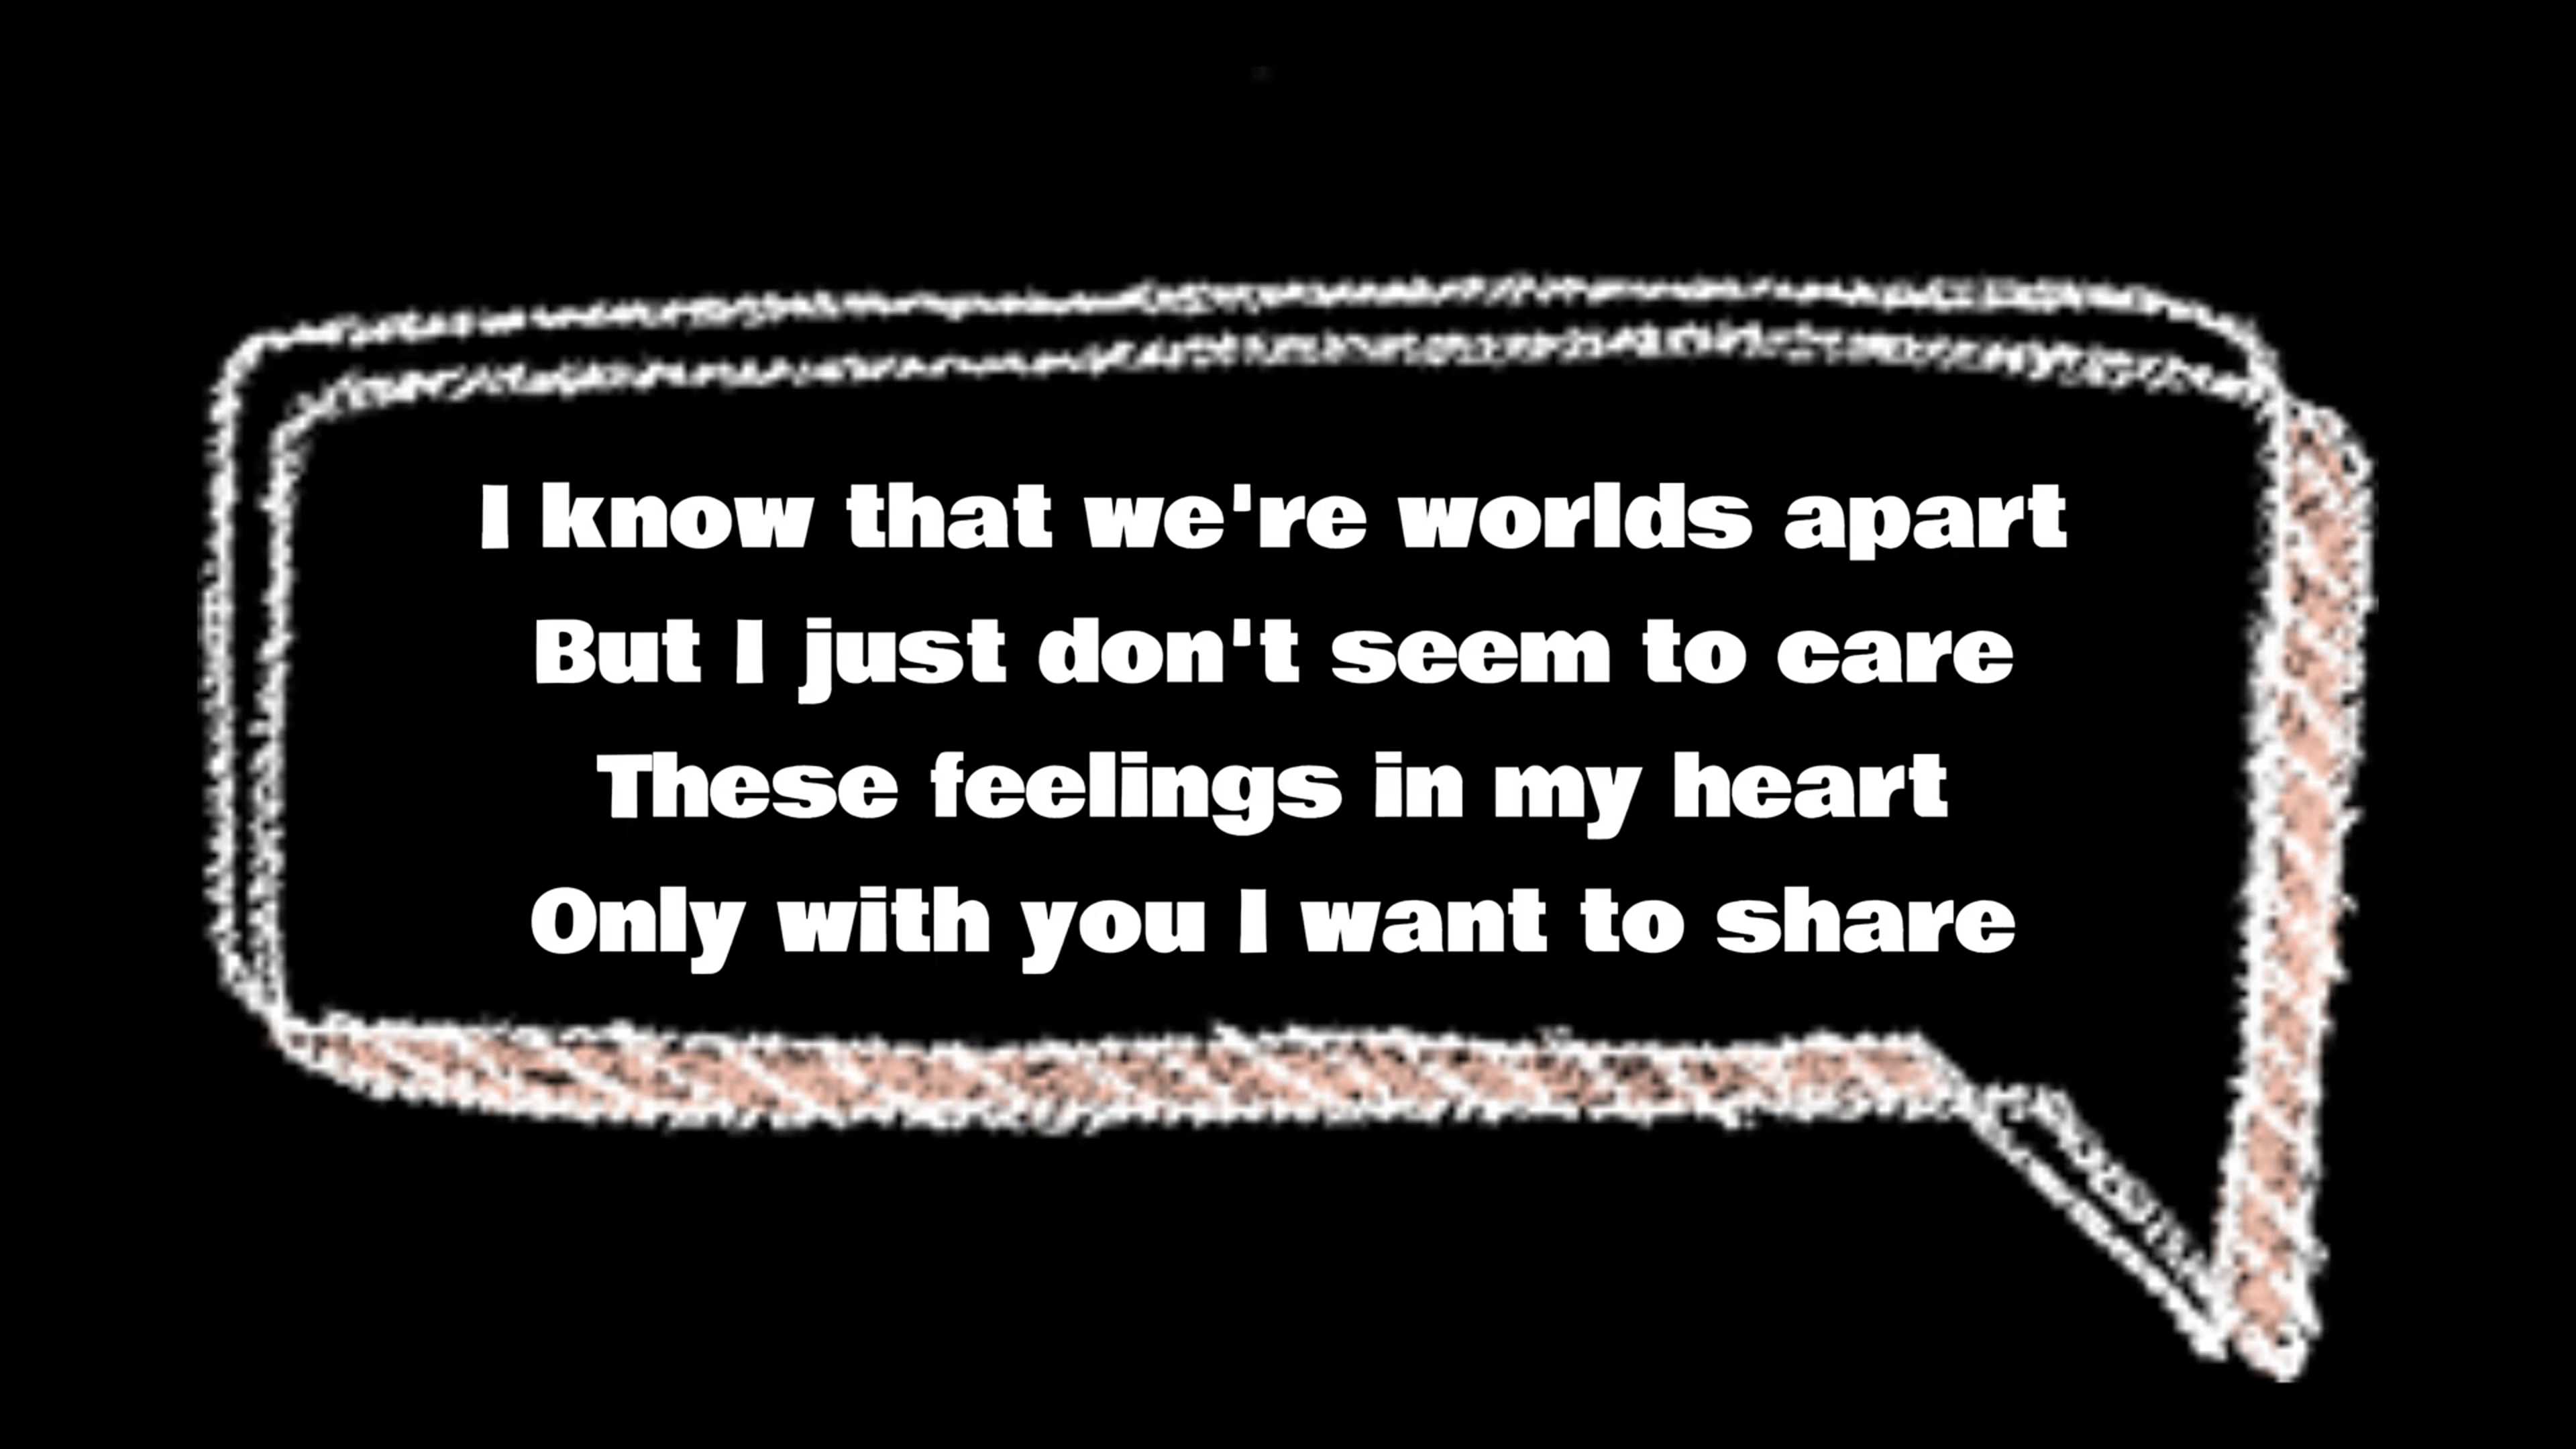 I know that we're worlds apart
But I just don't seem to care
These feelings in my heart
Only with you I want to share